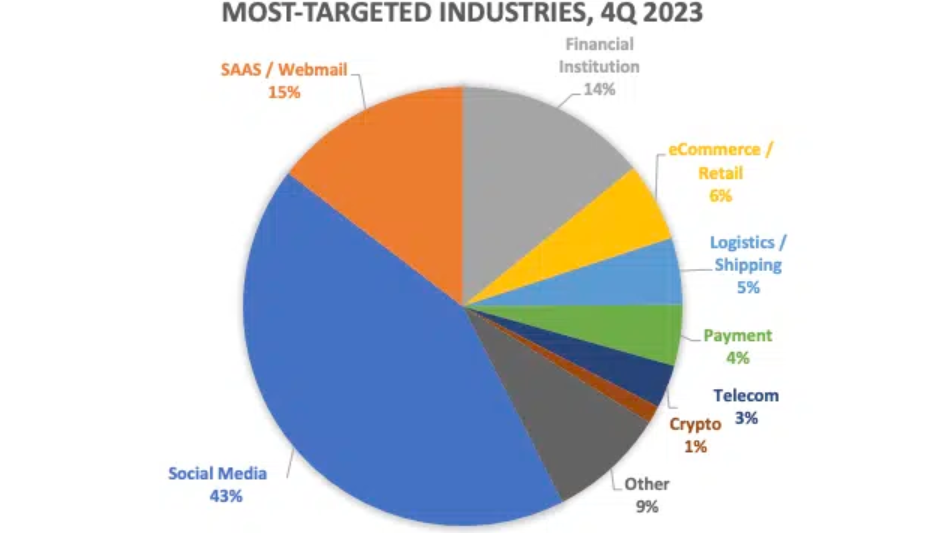 MOST-TARGETED INDUSTRIES, 4Q 2023
Financial
Institution
14%
SAAS / Webmail
15%
eCommerce /
Retail
6%
Logistics /
Shipping
5%
Payment
4%
Telecom
3%
Crypto
1%
Other
9%
Social Media
43%